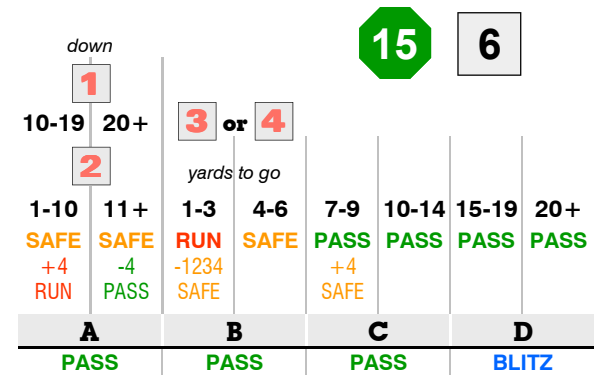 15 6
down
1
10-19 20+ 3 or 4
2 yards to go
1-10 11+ 1-3 4-6 7-9 10-14 15-19 20+
SAFE SAFE RUN SAFE PASS PASS PASS PASS
+4 -4 -1234 +4
RUN PASS SAFE SAFE
A B C D
PASS PASS PASS BLITZ